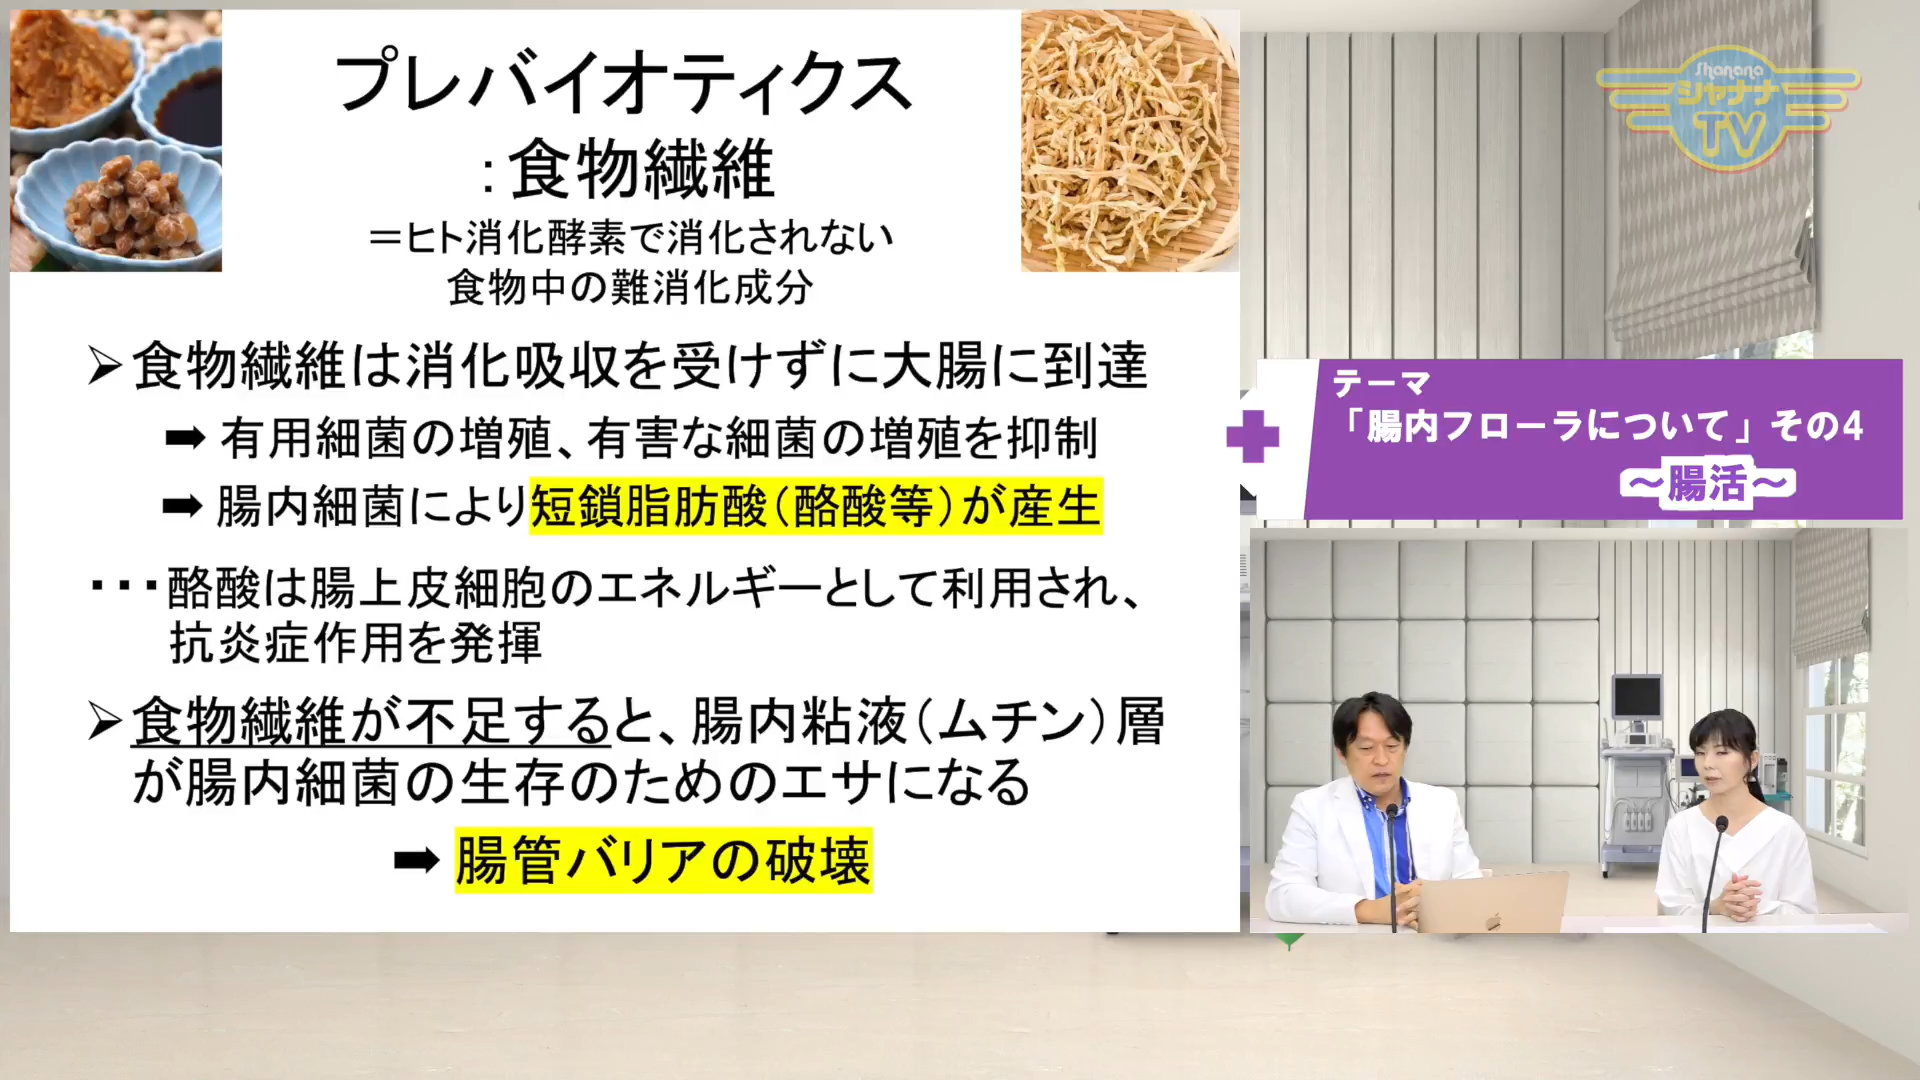 プレバイオティクス
：食物繊維
＝ヒト消化酵素で消化されない
食物中の難消化成分
➢食物繊維は消化吸収を受けずに大腸に到達
➡ 有用細菌の増殖、有害な細菌の増殖を抑制
➡ 腸内細菌により短鎖脂肪酸（酪酸等）が産生
・・・酪酸は腸上皮細胞のエネルギーとして利用され、
抗炎症作用を発揮
➢食物繊維が不足すると、腸内粘液（ムチン）層
が腸内細菌の生存のためのエサになる
➡ 腸管バリアの破壊
Shanana
シャナナ
TV
テーマ
「腸内フローラについて」その4
～腸活～